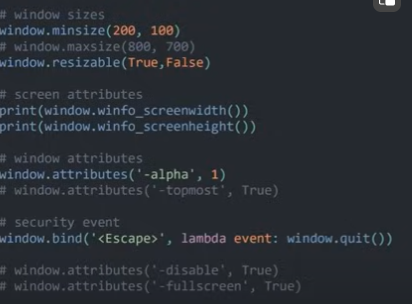 # window sizes
window.minsize(200, 100)
# window.maxsize(800, 700)
window.resizable(True,False)
# screen attributes
print(window.winfo_screenwidth())
print(window.winfo_screenheight())
# window attributes
window.attributes('-alpha', 1)
# window.attributes('-topmost', True)
# security event
window.bind('<Escape>', lambda event: window.quit())
# window.attributes('-disable', True)
# window.attributes('-fullscreen', True)